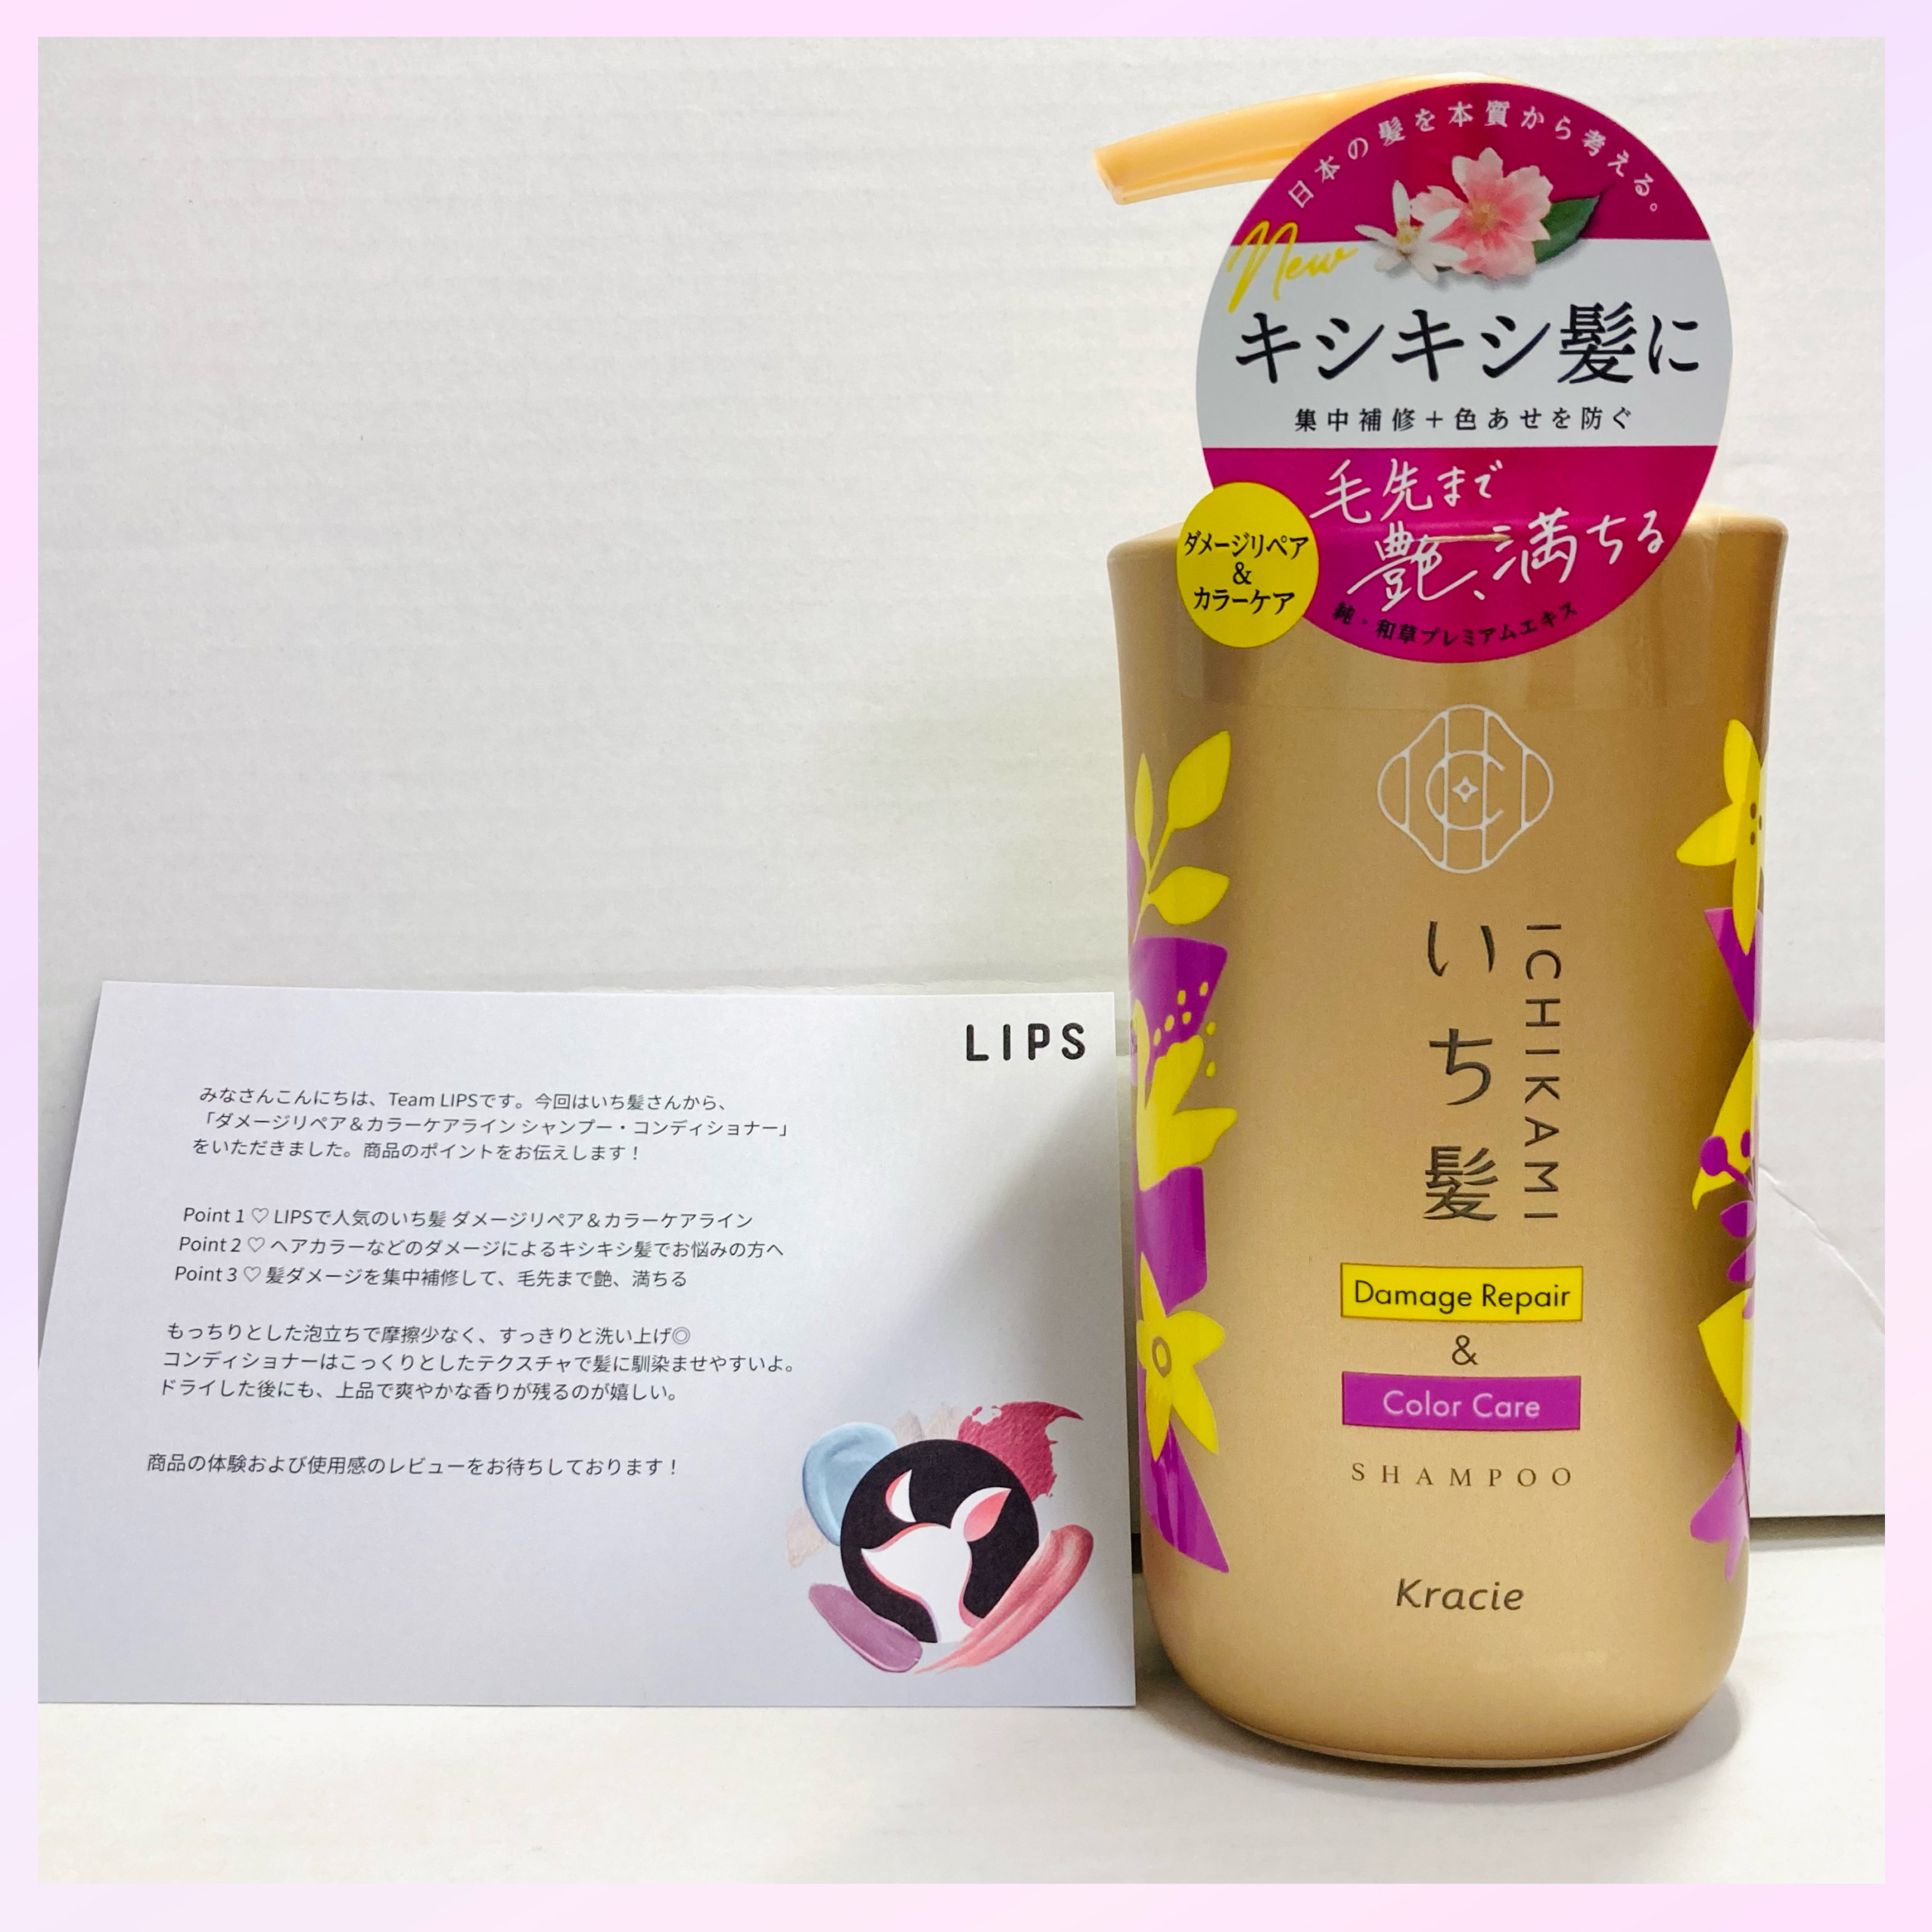 LIPS
みなさんこんにちは、Team LIPSです。今回はいち髪さんから、
「ダメージリペア＆カラーケアライン シャンプー・コンディショナー」
をいただきました。商品のポイントをお伝えします！
Point 1 ♡ LIPSで人気のいち髪 ダメージリペア＆カラーケアライン
Point 2 ♡ ヘアカラーなどのダメージによるキシキシ髪でお悩みの方へ
Point 3 ♡ 髪ダメージを集中補修して、毛先まで艶、満ちる
もっちりとした泡立ちで摩擦少なく、すっきりと洗い上げ◎
コンディショナーはこっくりとしたテクスチャで髪に馴染ませやすいよ。
ドライした後にも、上品で爽やかな香りが残るのが嬉しい。
商品の体験および使用感のレビューをお待ちしております！
日本の髪を本質から考える。
New
キシキシ髪に
集中補修＋色あせを防ぐ
毛先まで
艶、満ちる
純・和草プレミアムエキス
ダメージリペア
&
カラーケア
いち髪
ICHIKAMI
Damage Repair
&
Color Care
SHAMPOO
Kracie